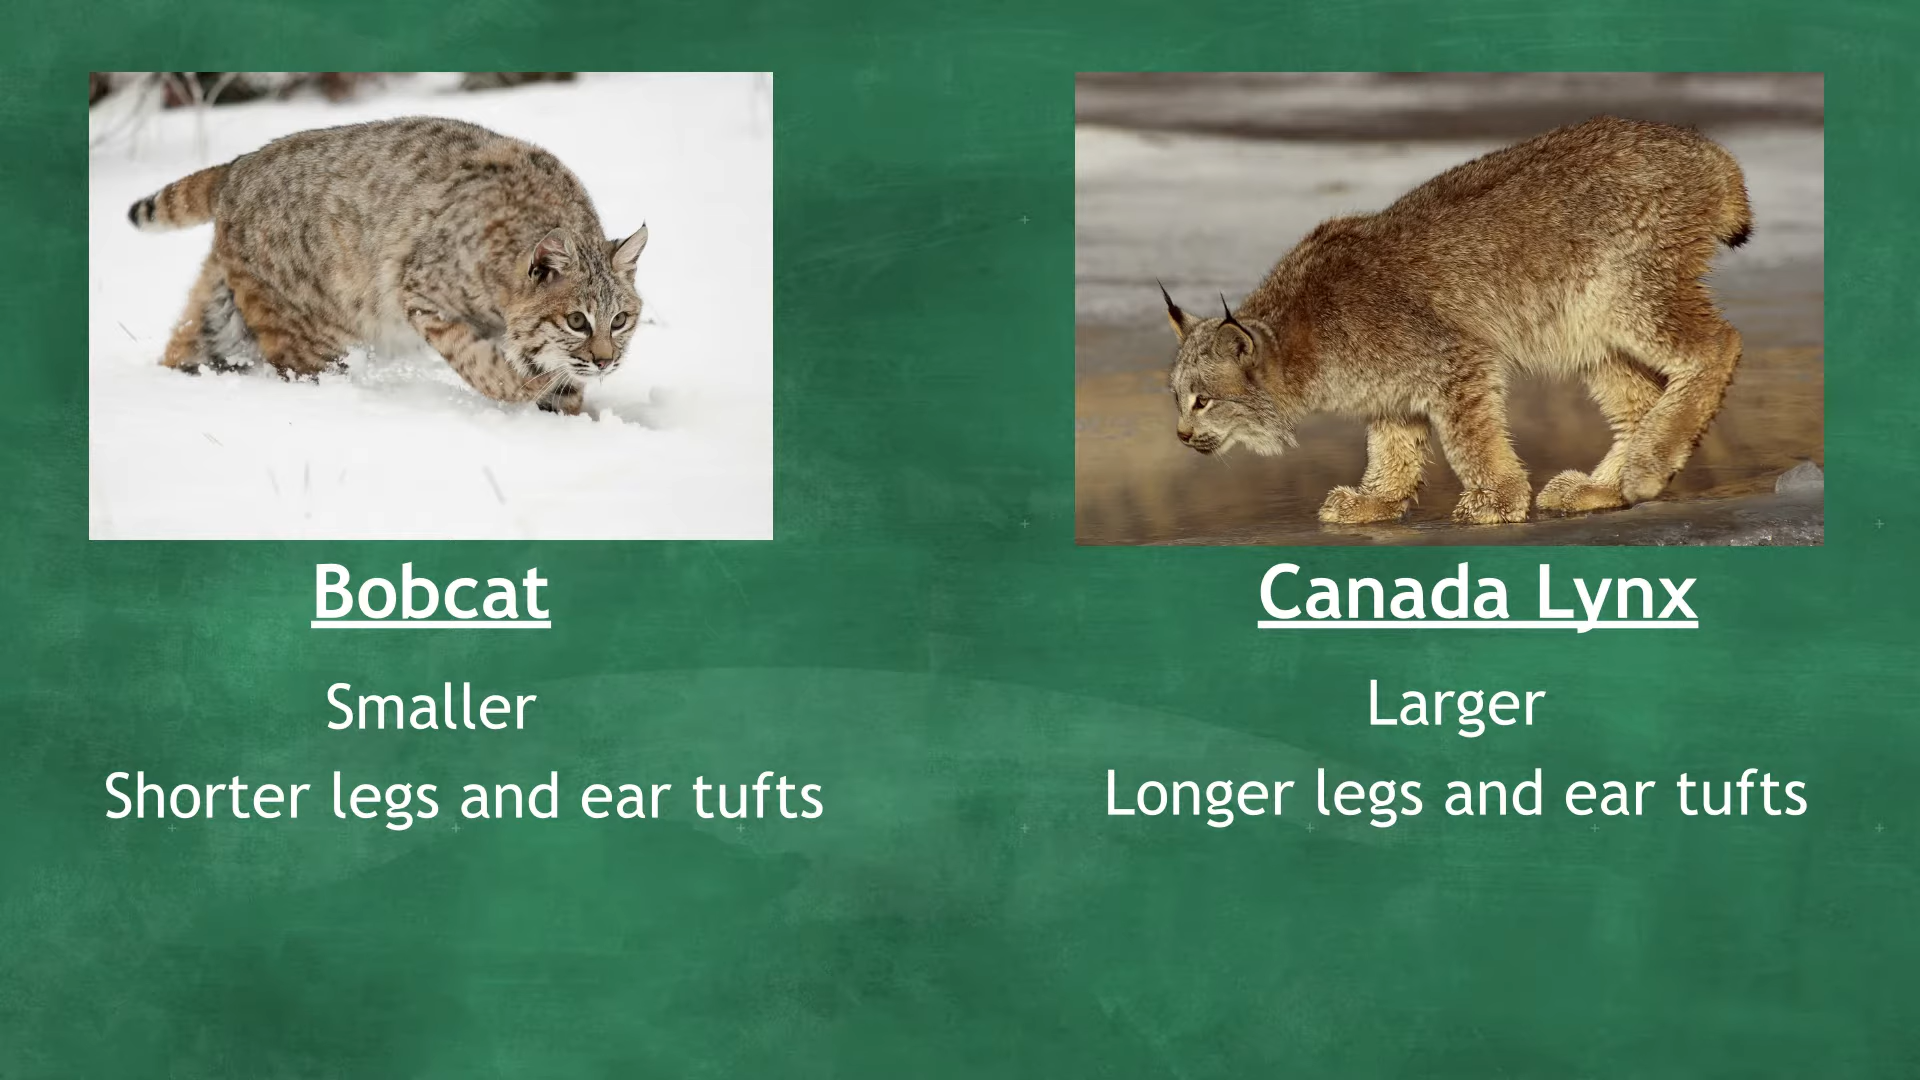 Bobcat
Smaller
Shorter legs and ear tufts
Canada Lynx
Larger
Longer legs and ear tufts